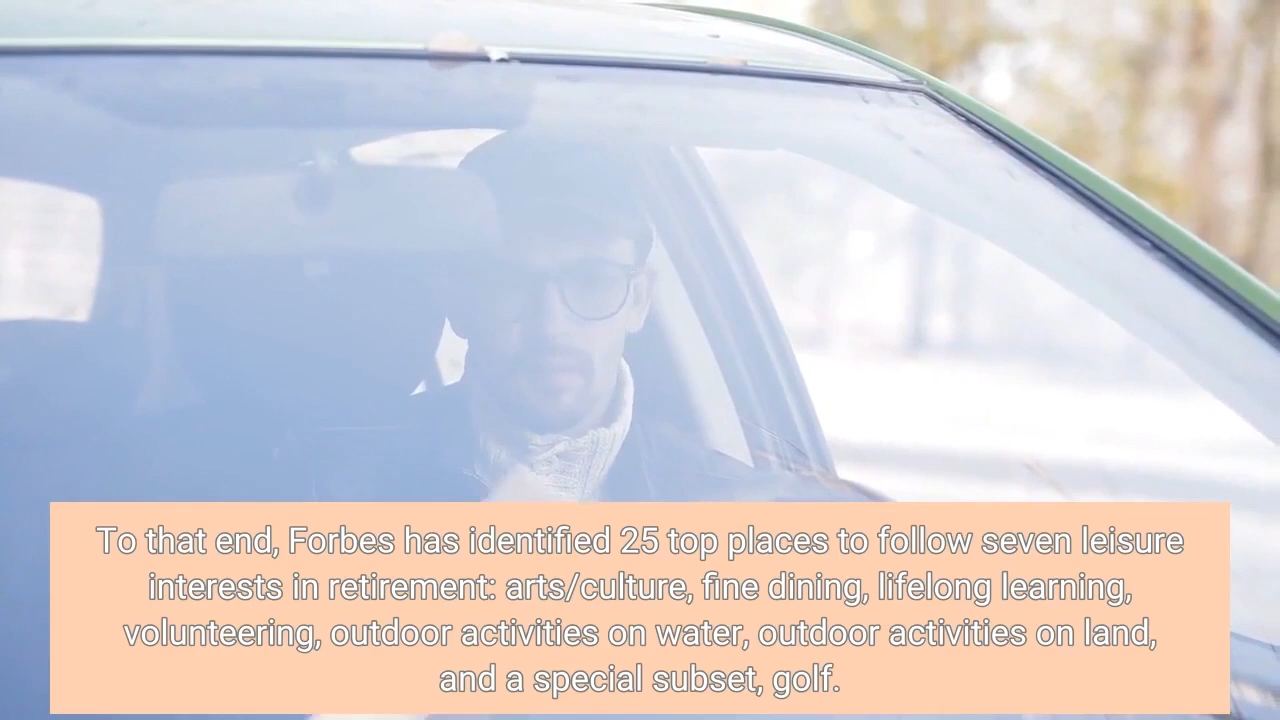 To that end, Forbes has identified 25 top places to follow seven leisure
interests in retirement: arts/culture, fine dining, lifelong learning,
volunteering, outdoor activities on water, outdoor activities on land,
and a special subset, golf.